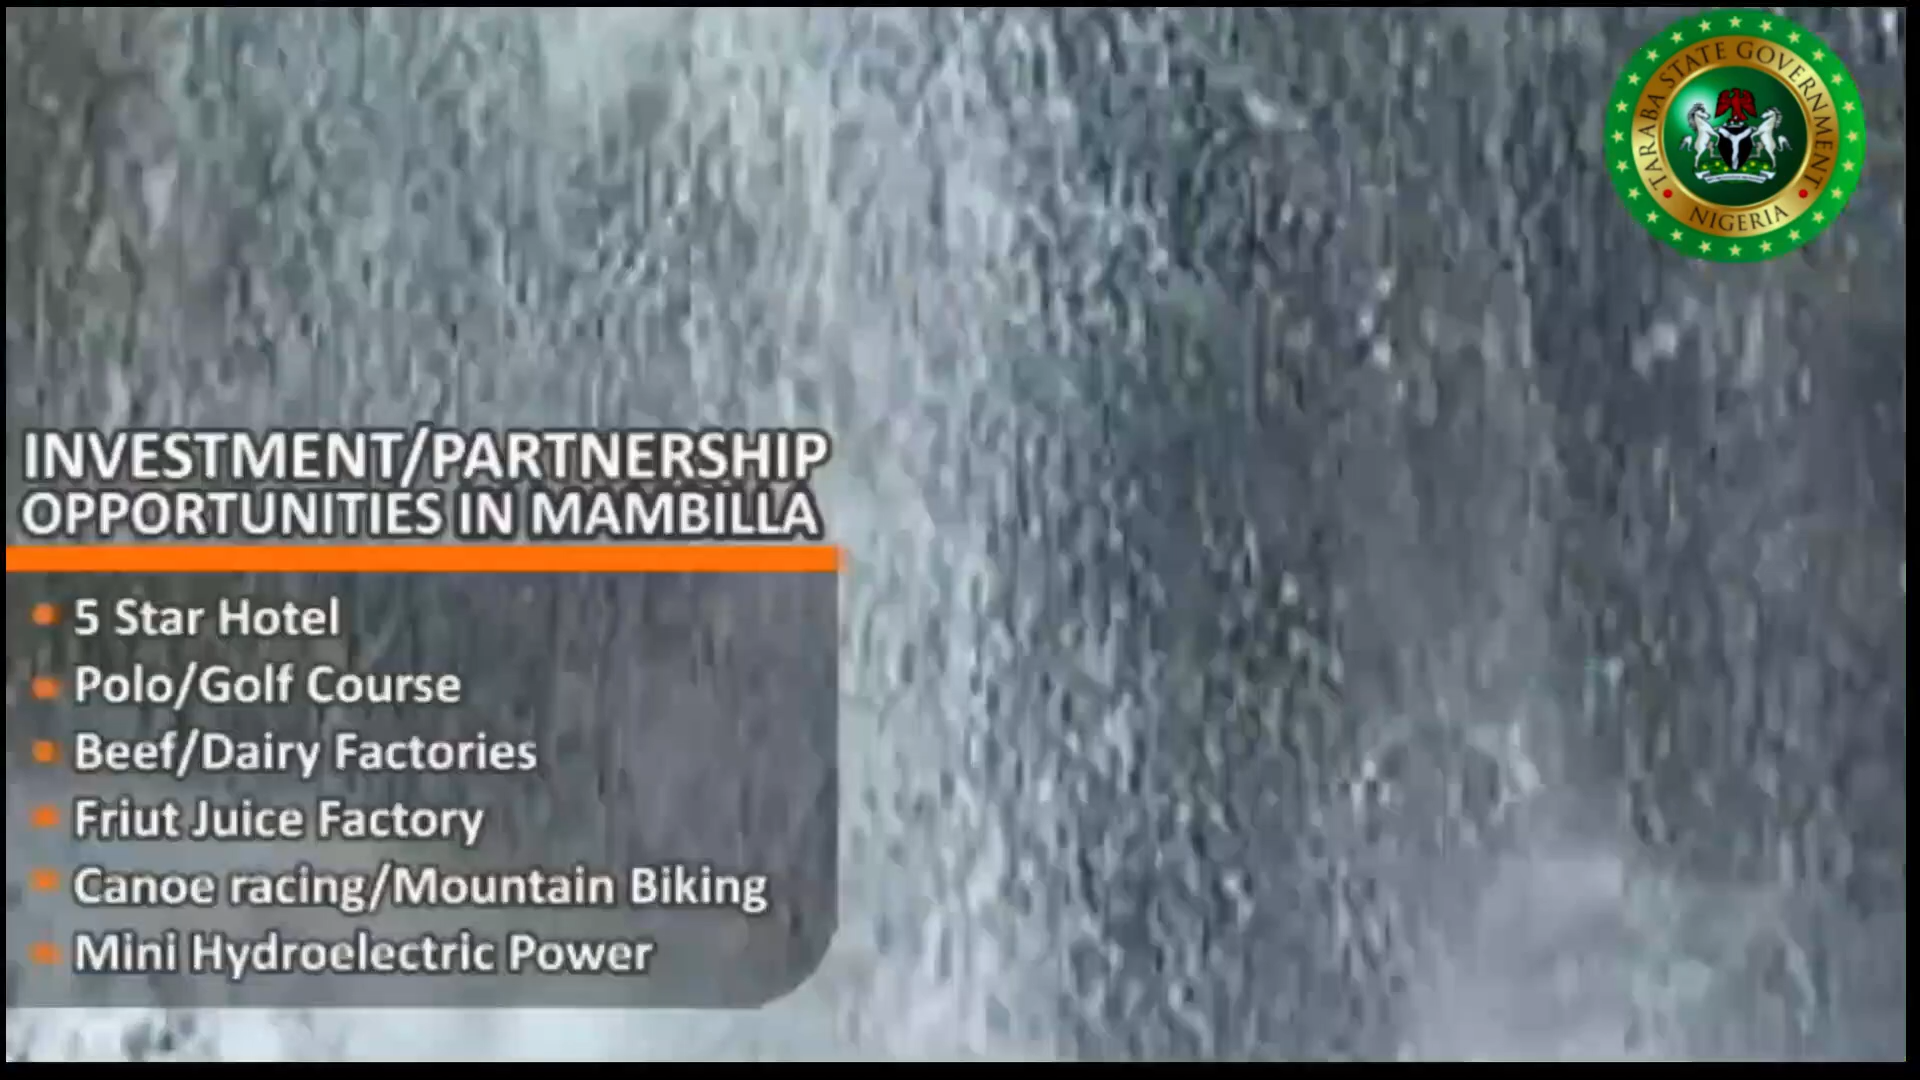 TARABA STATE GOVERNMENT
NIGERIA
INVESTMENT/PARTNERSHIP
OPPORTUNITIES IN MAMBILLA
5 Star Hotel
Polo/Golf Course
Beef/Dairy Factories
Friut Juice Factory
Canoe racing/Mountain Biking
Mini Hydroelectric Power